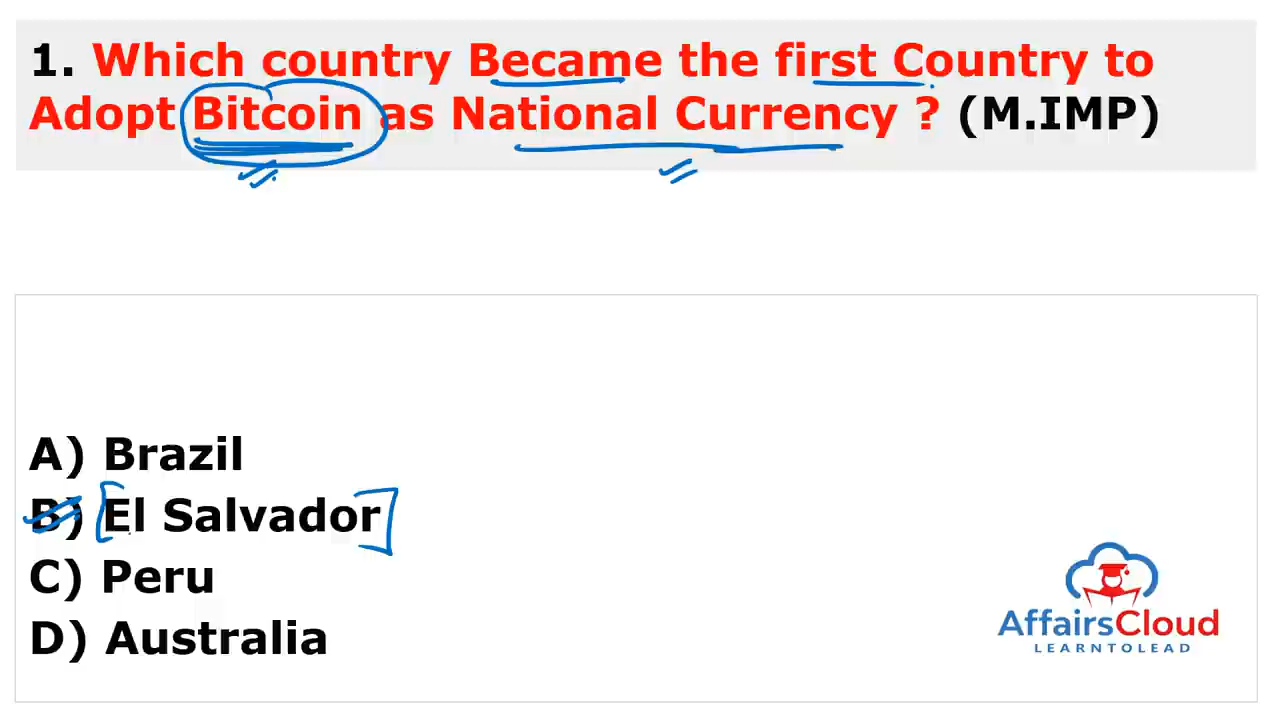 1. Which country Became the first Country to
Adopt Bitcoin as National Currency ? (M.IMP)
A) Brazil
B) El Salvador
C) Peru
D) Australia
AffairsCloud
LEARNTOLEAD